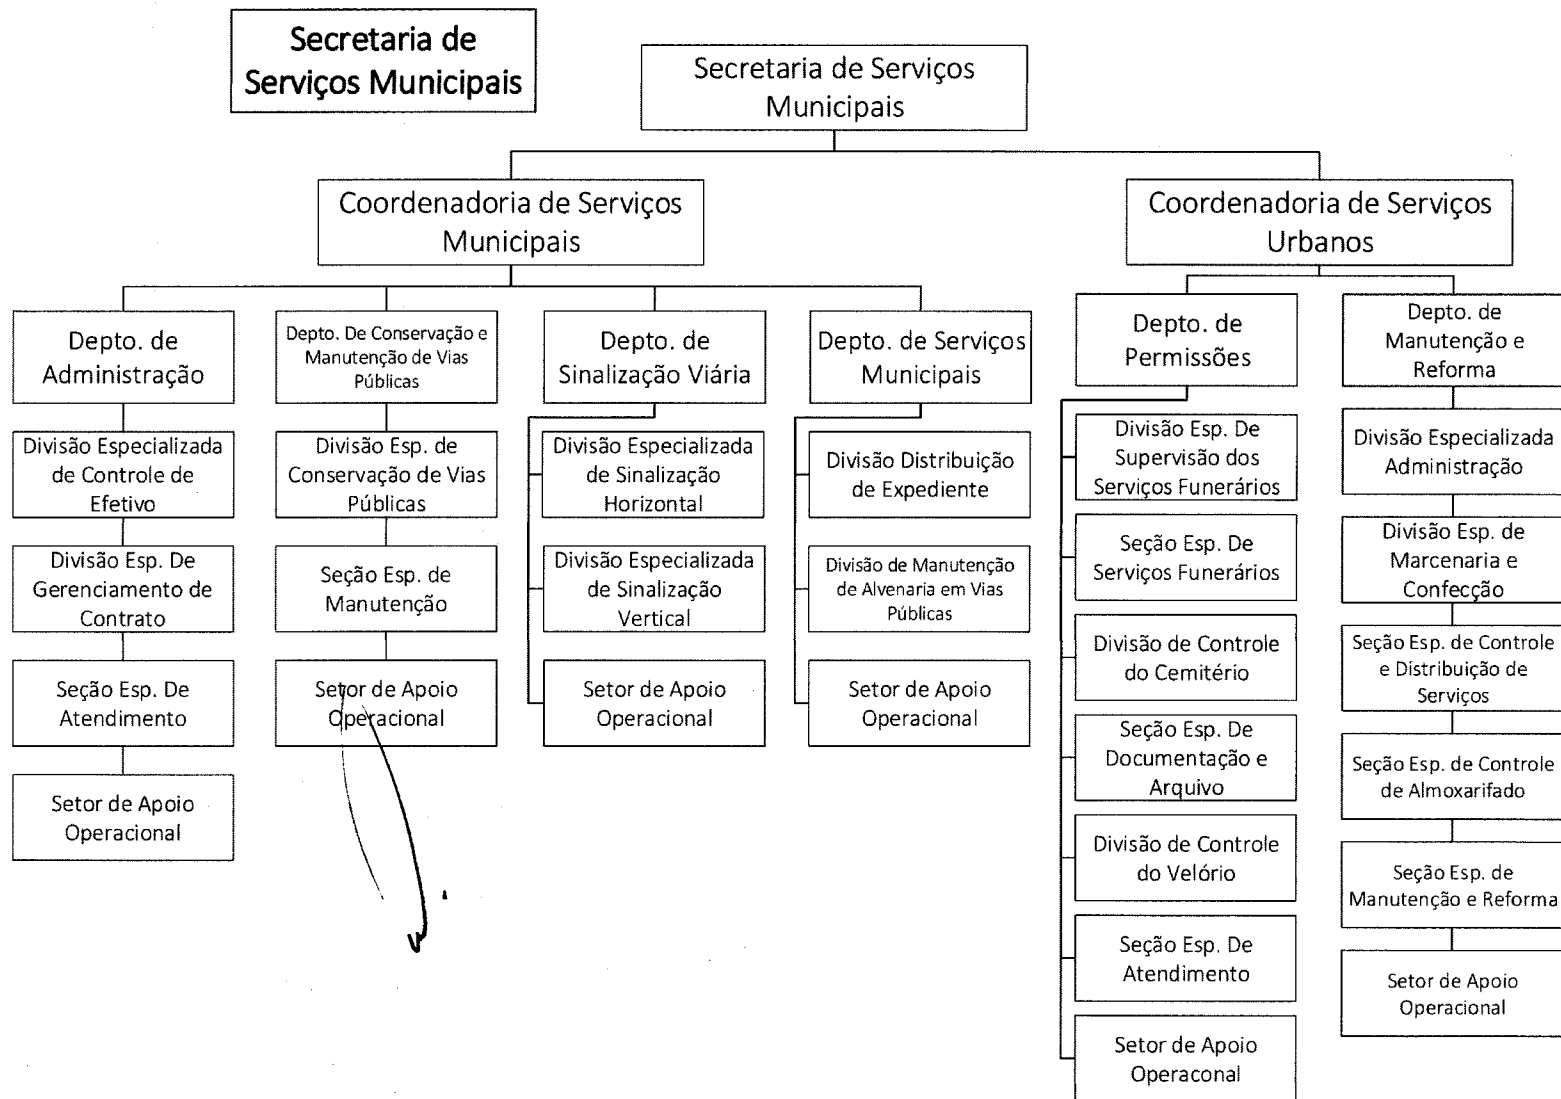 Secretaria de
Serviços Municipais
Secretaria de Serviços
Municipais
Coordenadoria de Serviços
Municipais
Coordenadoria de Serviços
Urbanos
Depto. de
Administração
Depto. De Conservação e
Manutenção de Vias
Públicas
Depto. de
Sinalização Viária
Depto. de Serviços
Municipais
Depto. de
Permissões
Depto. de
Manutenção e
Reforma
Divisão Especializada
de Controle de
Efetivo
Divisão Esp. De
Gerenciamento de
Contrato
Seção Esp. De
Atendimento
Setor de Apoio
Operacional
Divisão Esp. de
Conservação de Vias
Públicas
Seção Esp. de
Manutenção
Setor de Apoio
Operacional
Divisão Especializada
de Sinalização
Horizontal
Divisão Especializada
de Sinalização
Vertical
Setor de Apoio
Operacional
Divisão Distribuição
de Expediente
Divisão de Manutenção
de Alvenaria em Vias
Públicas
Setor de Apoio
Operacional
Divisão Esp. De
Supervisão dos
Serviços Funerários
Seção Esp. De
Serviços Funerários
Divisão de Controle
do Cemitério
Seção Esp. De
Documentação e
Arquivo
Divisão de Controle
do Velório
Seção Esp. De
Atendimento
Setor de Apoio
Operaconal
Divisão Especializada
Administração
Divisão Esp. de
Marcenaria e
Confecção
Seção Esp. de Controle
e Distribuição de
Serviços
Seção Esp. de Controle
de Almoxarifado
Seção Esp. de
Manutenção e Reforma
Setor de Apoio
Operacional